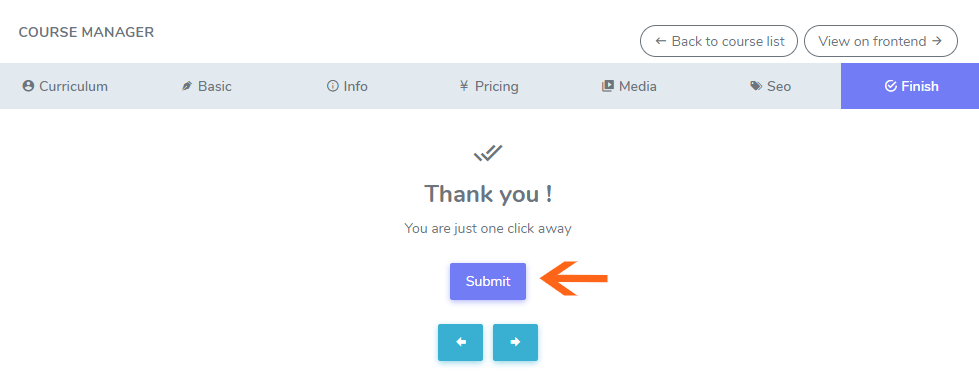 COURSE MANAGER
← Back to course list
View on frontend →
Curriculum
Basic
Info
¥ Pricing
Media
Seo
Finish
Thank you !
You are just one click away
Submit